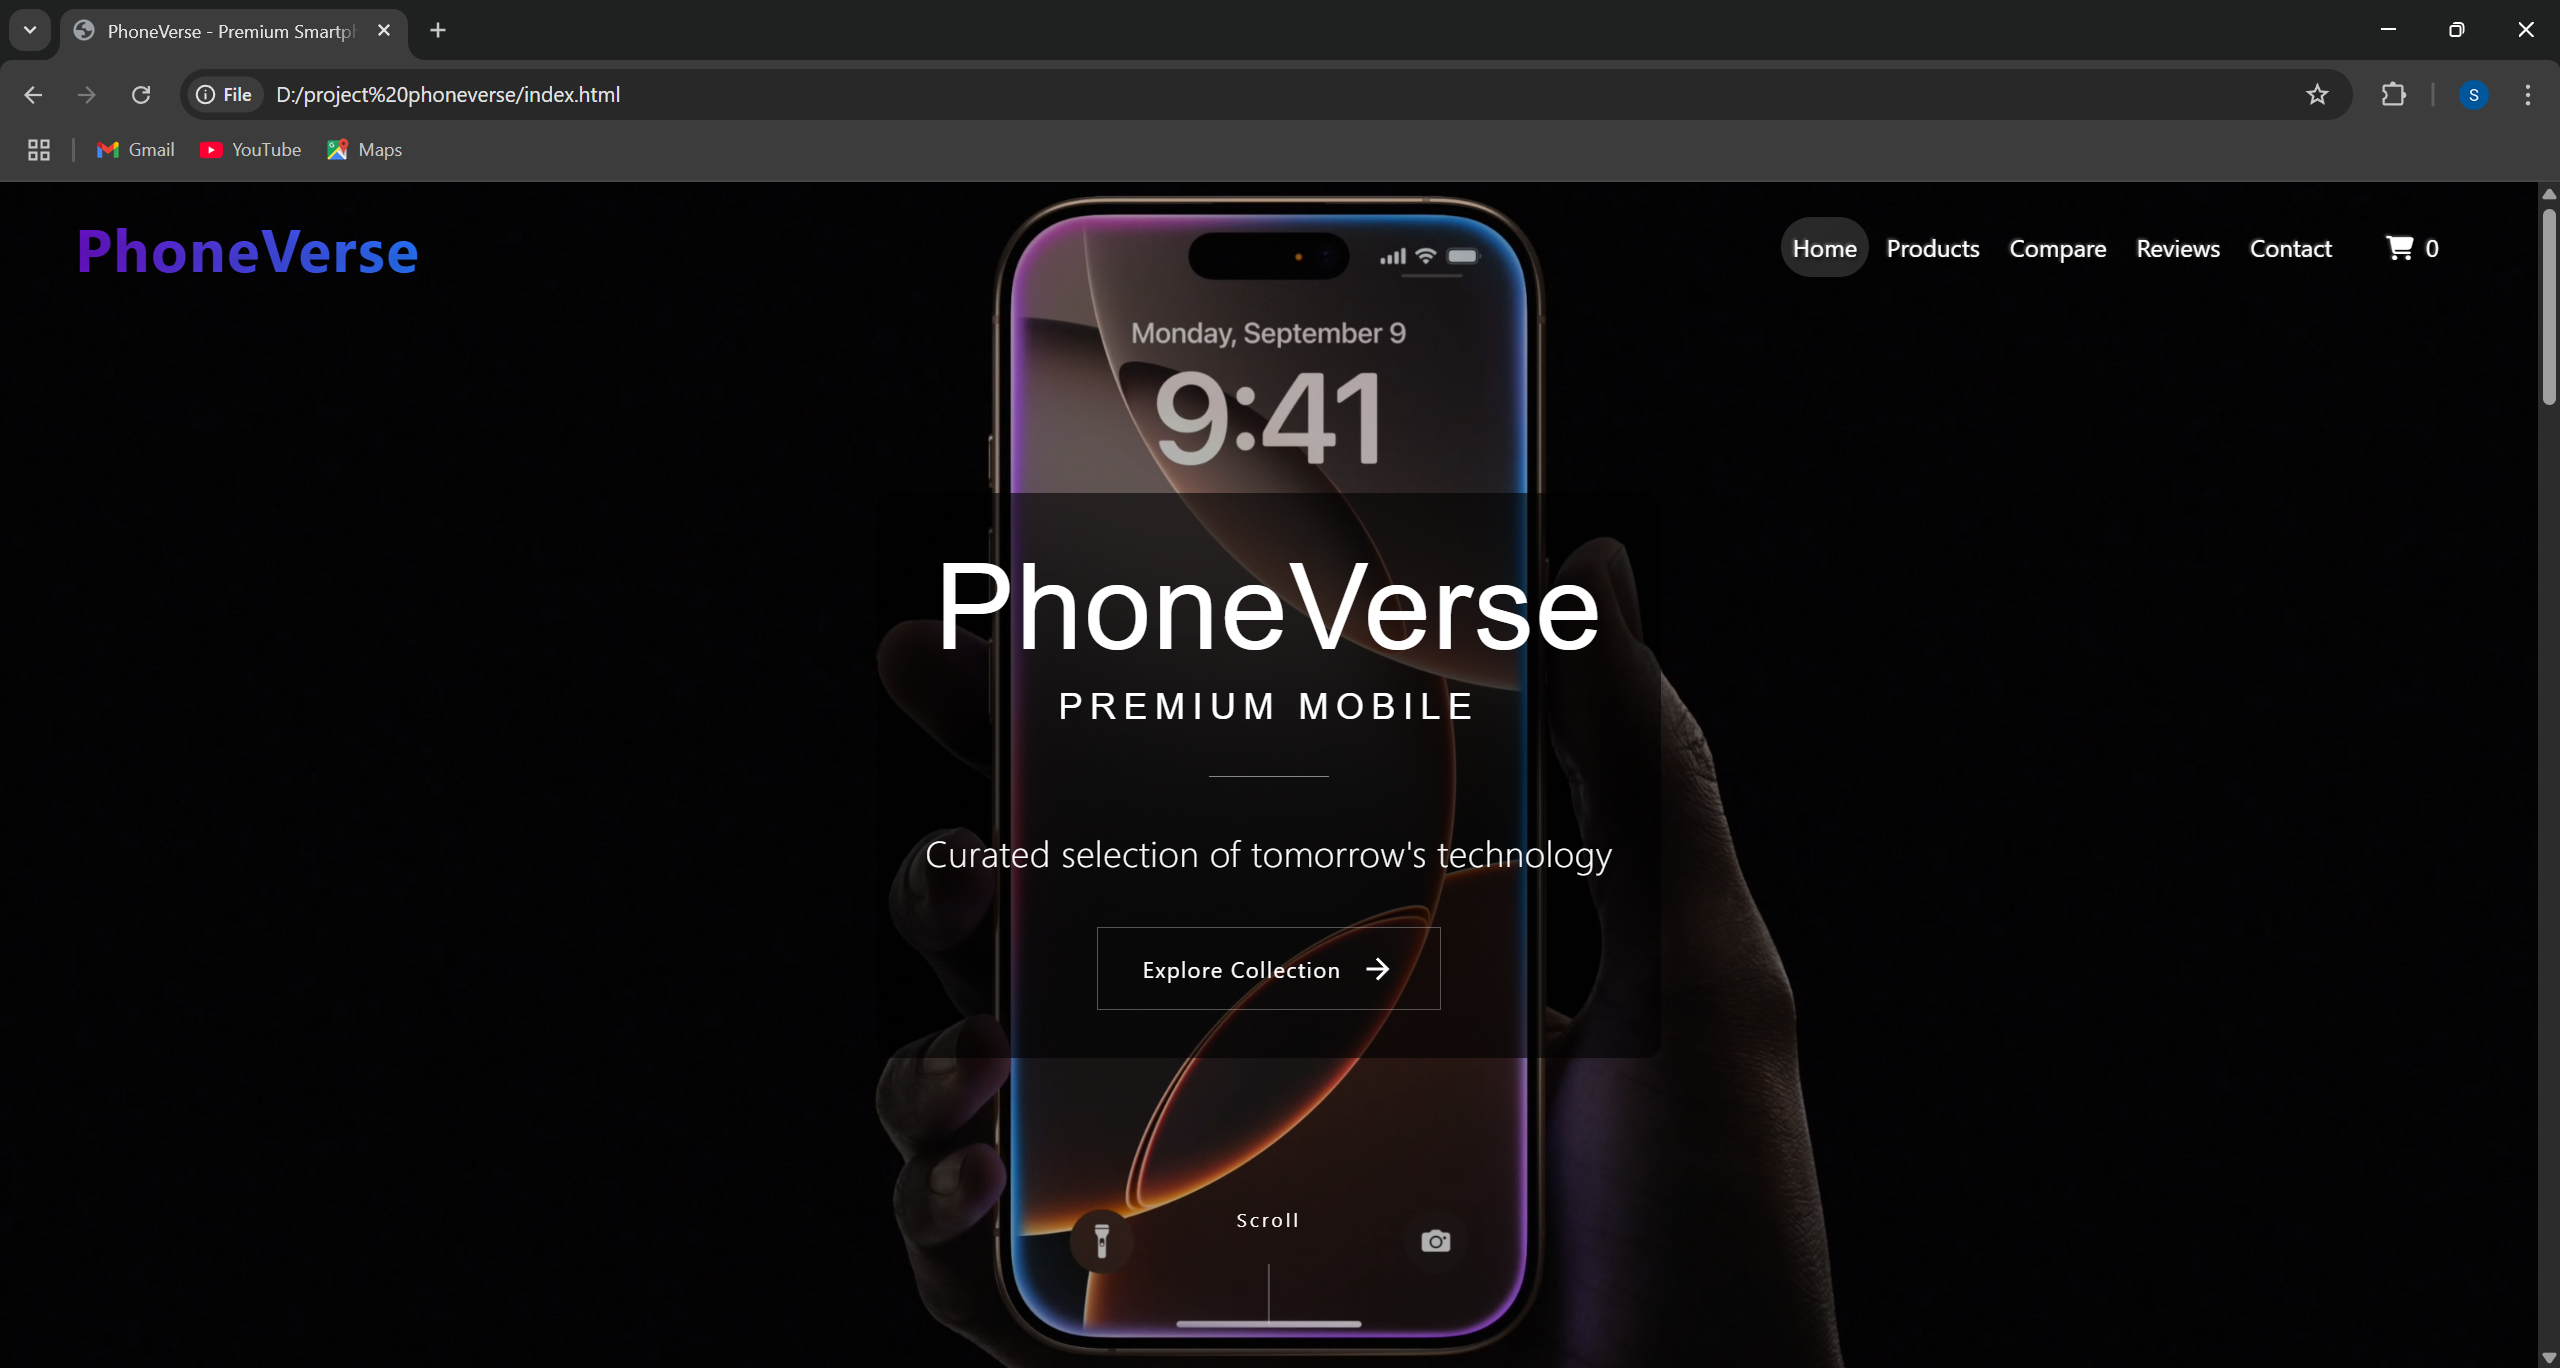 PhoneVerse - Premium Smartph
File
D:/project%20phoneverse/index.html
S
Gmail
YouTube
Maps
PhoneVerse
Home
Products
Compare
Reviews
Contact
0
Monday, September 9
9:41
PhoneVerse
PREMIUM MOBILE
Curated selection of tomorrow's technology
Explore Collection
Scroll